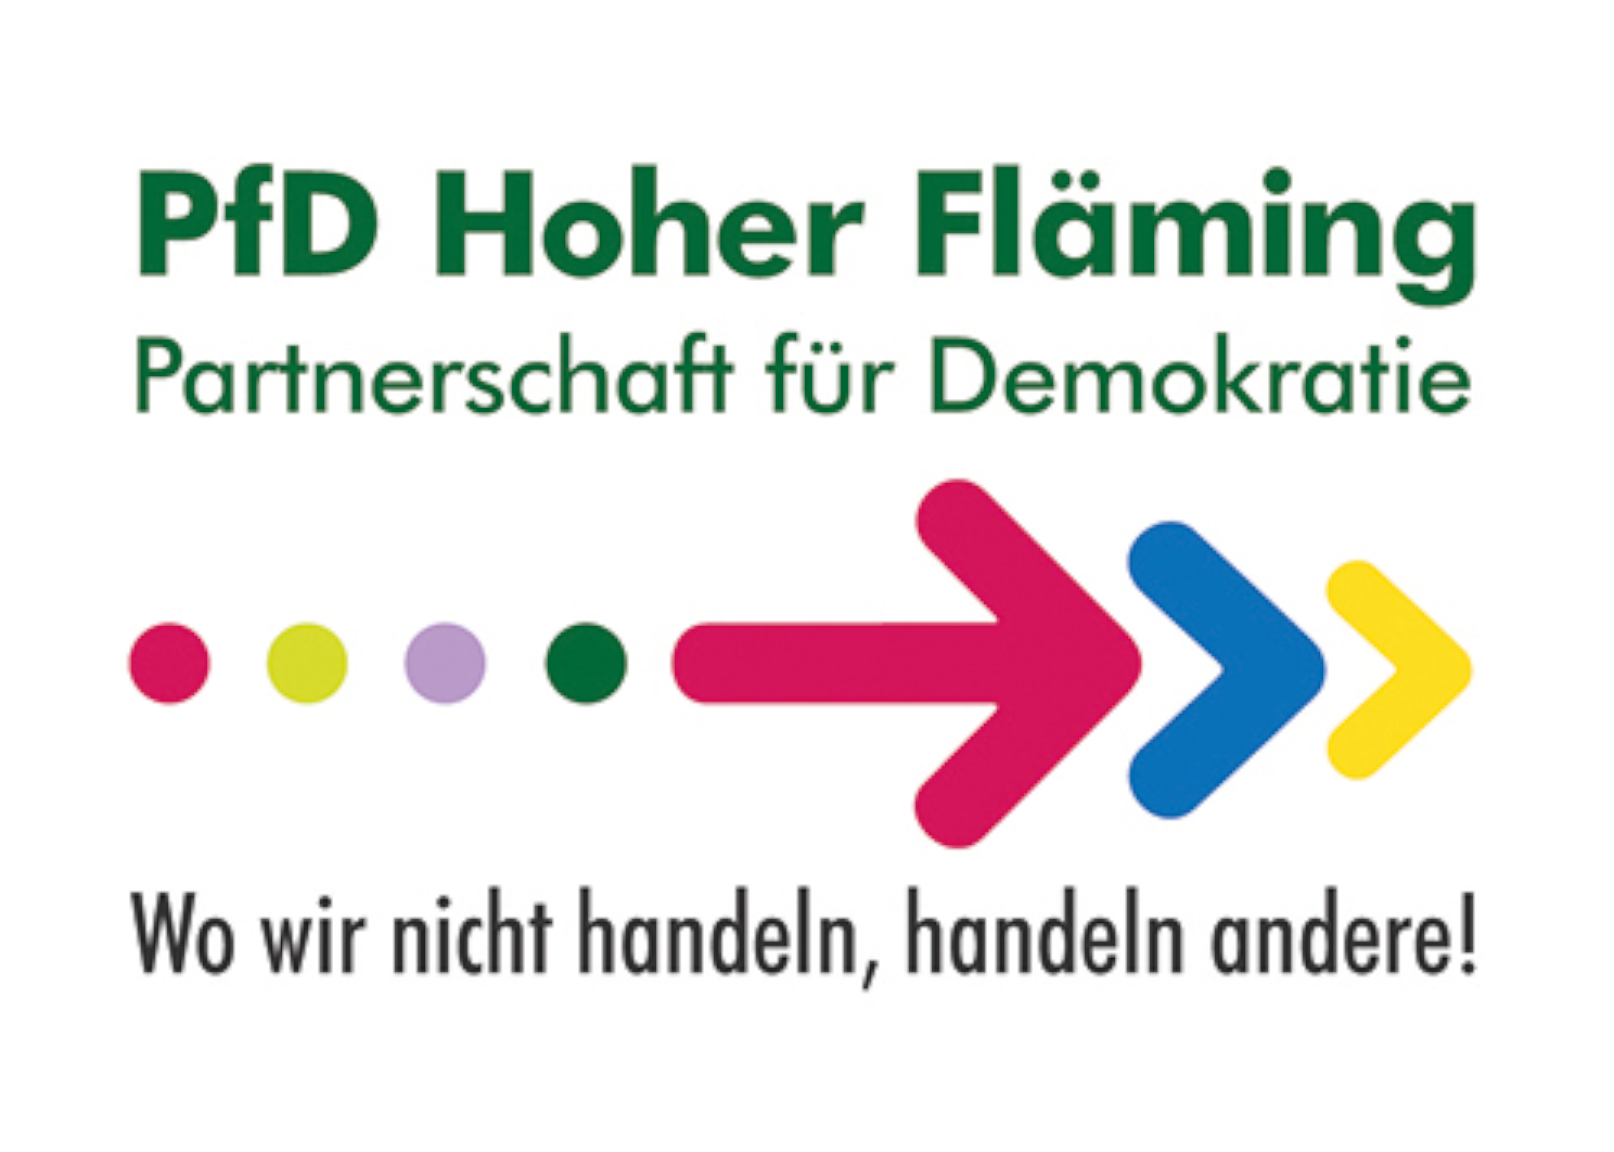 PfD Hoher Fläming
Partnerschaft für Demokratie
Wo wir nicht handeln, handeln andere!